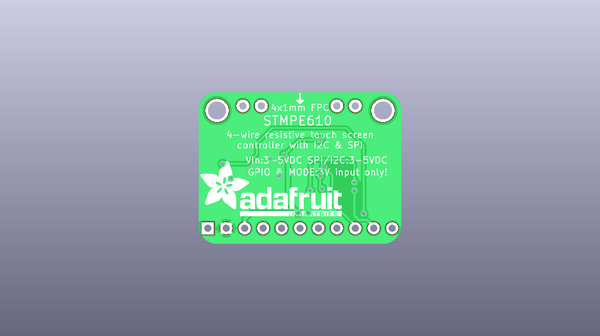 4x1mm FPC
STMPE610
4-wire resistive touch screen
controller with I2C & SPI
Vin:3-5VDC SPI/I2C:3-5VDC
GPIO & MODE:3V input only!
adafruit
INDUSTRIES